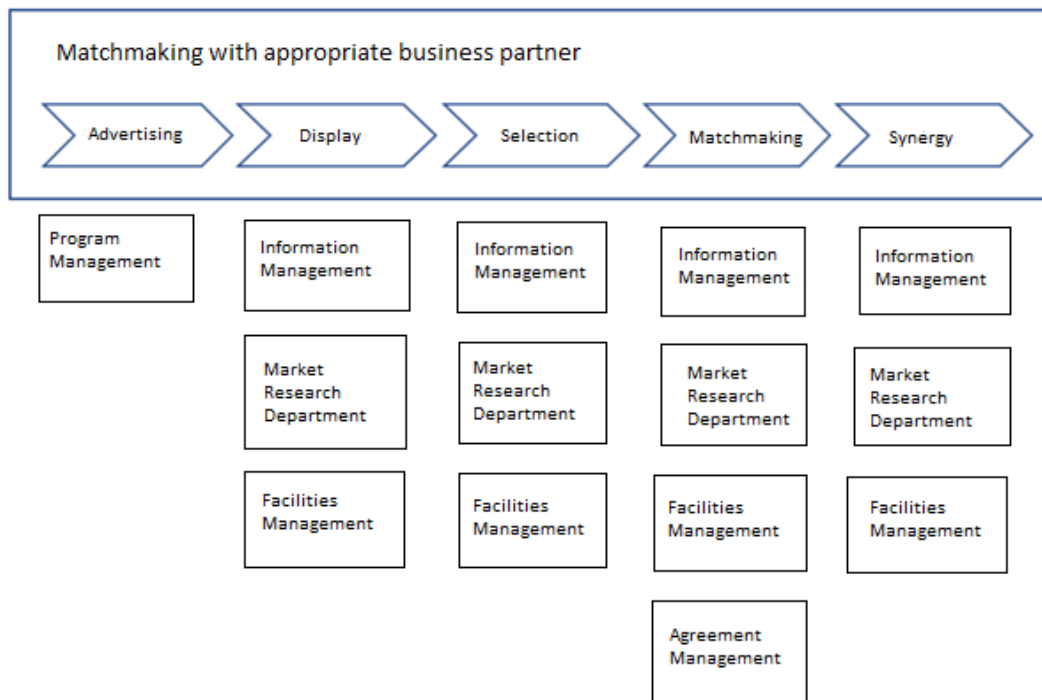 Matchmaking with appropriate business partner
Advertising
Display
Selection
Matchmaking
Synergy
Program
Management
Information
Management
Information
Management
Information
Management
Information
Management
Market
Research
Department
Market
Research
Department
Market
Research
Department
Market
Research
Department
Facilities
Management
Facilities
Management
Facilities
Management
Facilities
Management
Agreement
Management